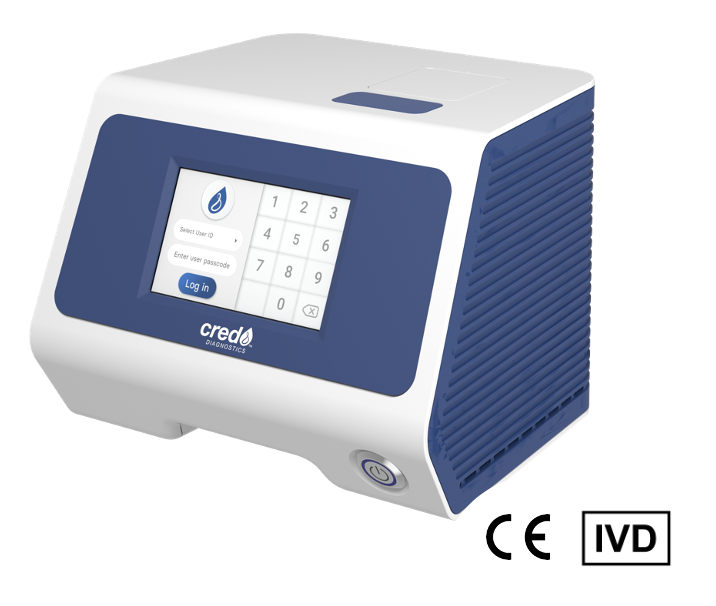 Select User ID
Enter user passcode
Log in
1 2 3
4 5 6
7 8 9
0
credo
DIAGNOSTICS
CE IVD